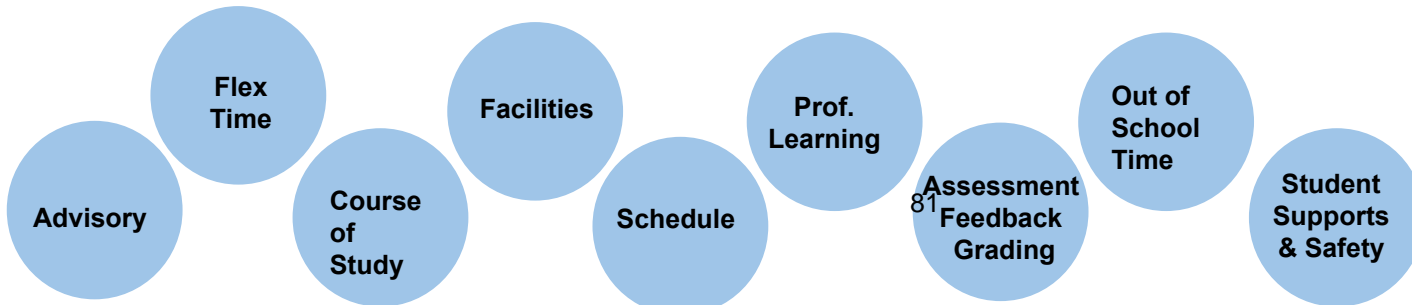 Advisory
Flex
Time
Course
of
Study
Facilities
Schedule
Prof.
Learning
Assessment
Feedback
Grading
81
Out of
School
Time
Student
Supports
& Safety